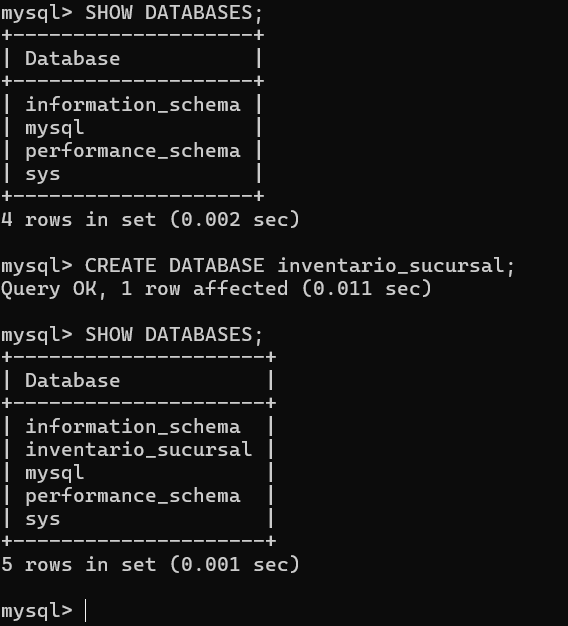 mysql> SHOW DATABASES;
+--------------------+
| Database           |
+--------------------+
| information_schema |
| mysql              |
| performance_schema |
| sys                |
+--------------------+
4 rows in set (0.002 sec)

mysql> CREATE DATABASE inventario_sucursal;
Query OK, 1 row affected (0.011 sec)

mysql> SHOW DATABASES;
+---------------------+
| Database            |
+---------------------+
| information_schema  |
| inventario_sucursal |
| mysql               |
| performance_schema  |
| sys                 |
+---------------------+
5 rows in set (0.001 sec)

mysql>